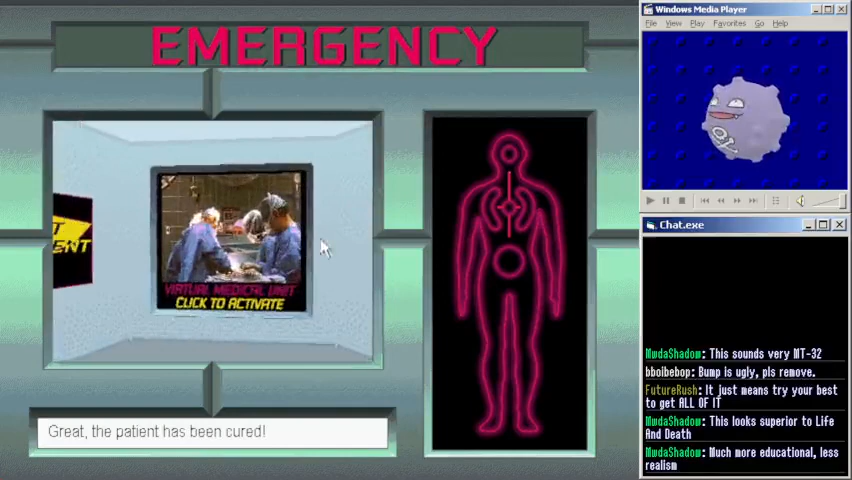 EMERGENCY
VIRTUAL MEDICAL UNIT
CLICK TO ACTIVATE
Great, the patient has been cured!
Windows Media Player
File View Play Favorites Go Help
Chat.exe
MwdaShadow: This sounds very MT-32
bboibebop: Bump is ugly, pls remove.
FutureRush: It just means try your best
to get ALL OF IT
MwdaShadow: This looks superior to Life
And Death
MwdaShadow: Much more educational, less
realism